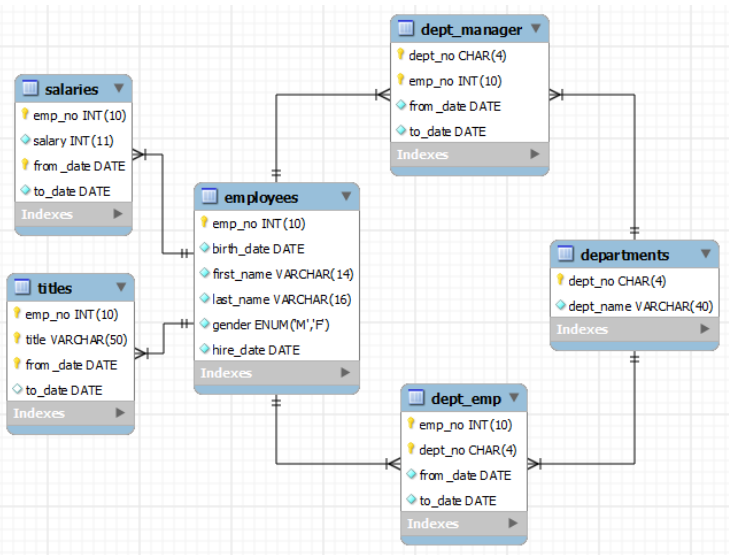 dept_manager
dept_no CHAR(4)
emp_no INT(10)
from_date DATE
to_date DATE
Indexes
salaries
emp_no INT(10)
salary INT(11)
from_date DATE
to_date DATE
Indexes
employees
emp_no INT(10)
birth_date DATE
first_name VARCHAR(14)
last_name VARCHAR(16)
gender ENUM('M','F')
hire_date DATE
Indexes
departments
dept_no CHAR(4)
dept_name VARCHAR(40)
Indexes
titles
emp_no INT(10)
title VARCHAR(50)
from_date DATE
to_date DATE
Indexes
dept_emp
emp_no INT(10)
dept_no CHAR(4)
from_date DATE
to_date DATE
Indexes